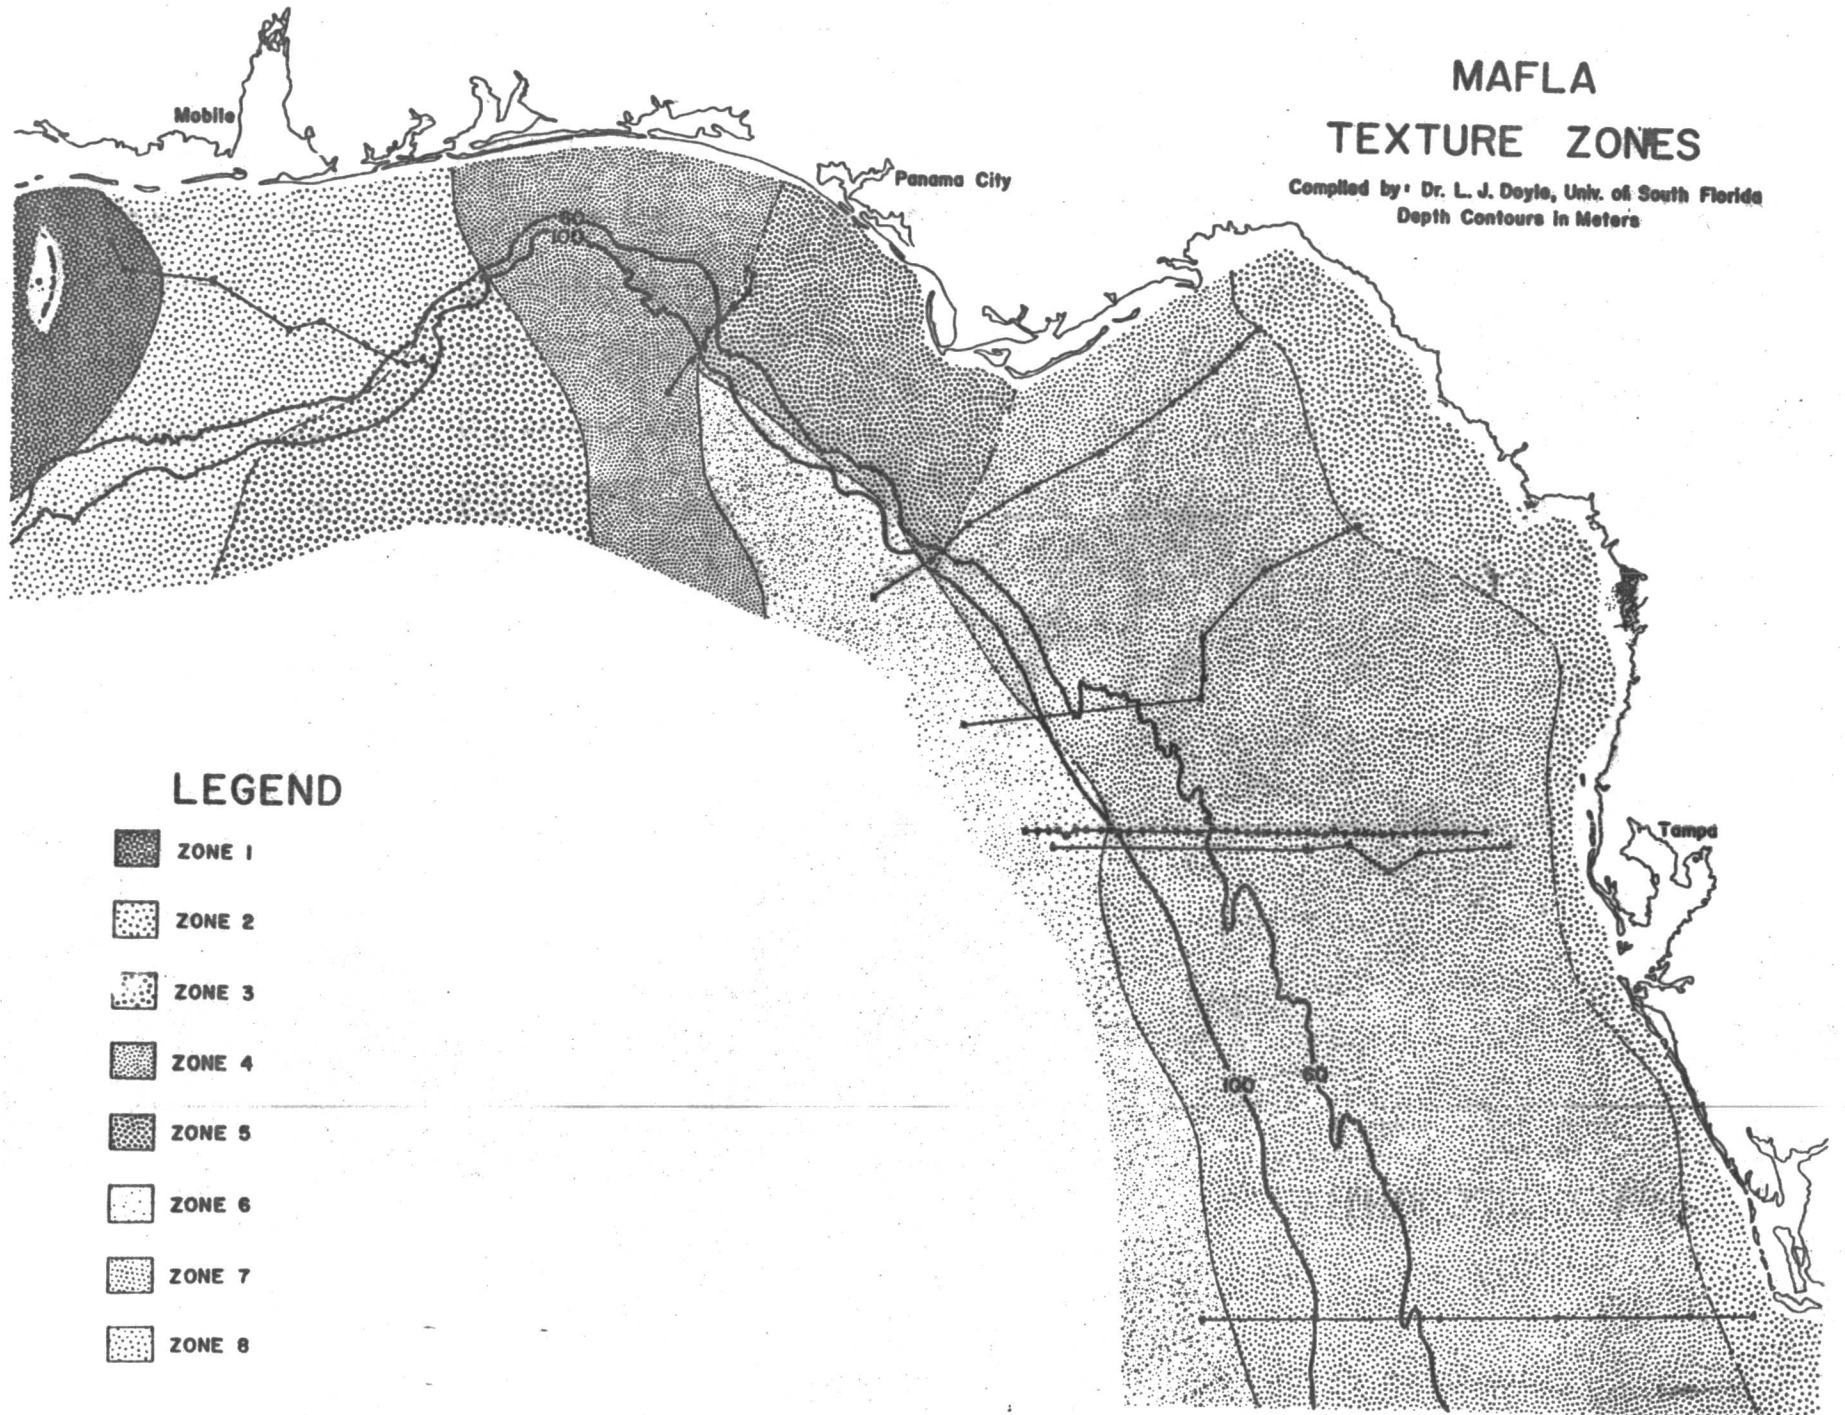 MAFLA
TEXTURE ZONES
Compiled by: Dr. L. J. Doyle, Univ. of South Florida
Depth Contours in Meters
Mobile
Panama City
60
100
Tampa
100
60
LEGEND
ZONE 1
ZONE 2
ZONE 3
ZONE 4
ZONE 5
ZONE 6
ZONE 7
ZONE 8